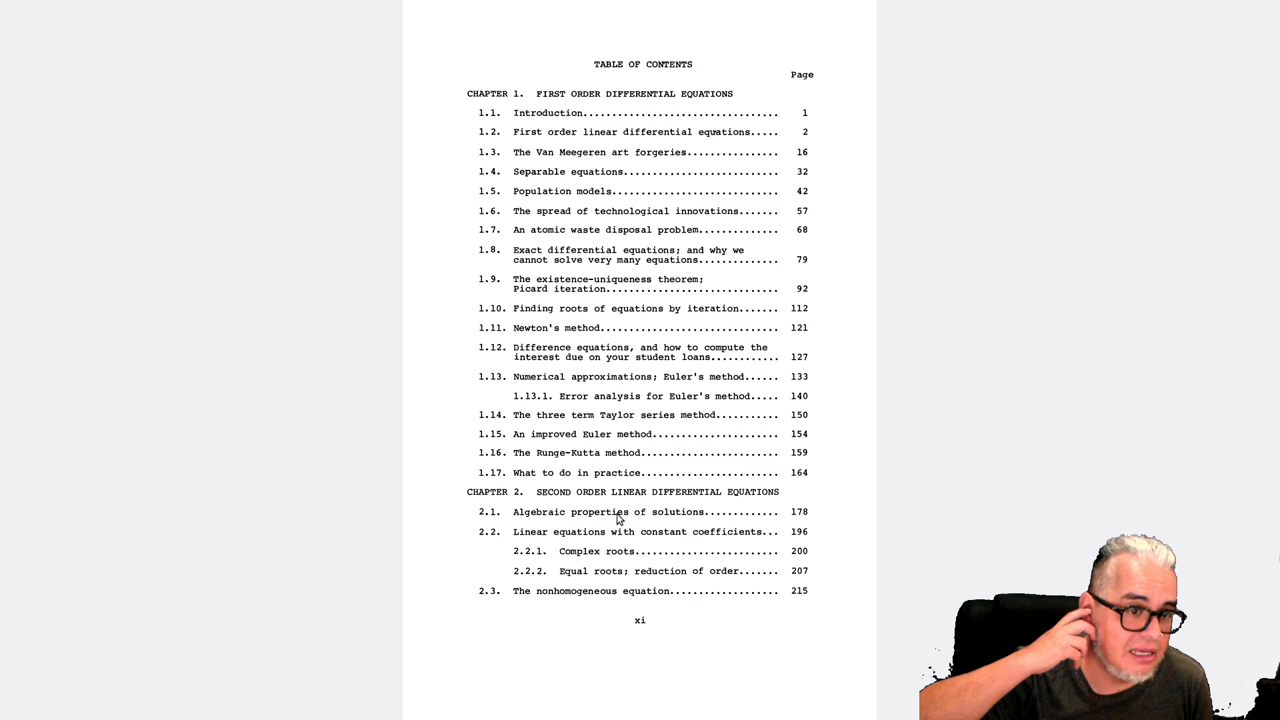 TABLE OF CONTENTS
Page
CHAPTER 1. FIRST ORDER DIFFERENTIAL EQUATIONS
1.1. Introduction.................................. 1
1.2. First order linear differential equations..... 2
1.3. The Van Meegeren art forgeries................ 16
1.4. Separable equations........................... 32
1.5. Population models............................. 42
1.6. The spread of technological innovations....... 57
1.7. An atomic waste disposal problem.............. 68
1.8. Exact differential equations; and why we
cannot solve very many equations.............. 79
1.9. The existence-uniqueness theorem;
Picard iteration.............................. 92
1.10. Finding roots of equations by iteration....... 112
1.11. Newton's method............................... 121
1.12. Difference equations, and how to compute the
interest due on your student loans............ 127
1.13. Numerical approximations; Euler's method...... 133
1.13.1. Error analysis for Euler's method..... 140
1.14. The three term Taylor series method........... 150
1.15. An improved Euler method...................... 154
1.16. The Runge-Kutta method........................ 159
1.17. What to do in practice........................ 164
CHAPTER 2. SECOND ORDER LINEAR DIFFERENTIAL EQUATIONS
2.1. Algebraic properties of solutions............. 178
2.2. Linear equations with constant coefficients... 196
2.2.1. Complex roots......................... 200
2.2.2. Equal roots; reduction of order....... 207
2.3. The nonhomogeneous equation................... 215
xi